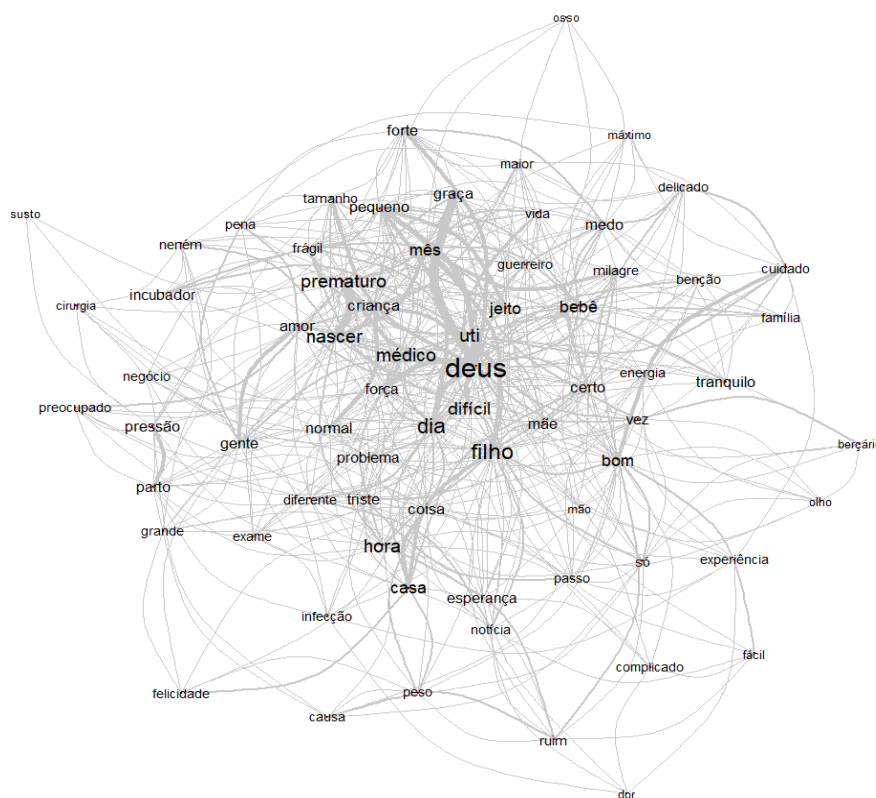 osso
forte
máximo
maior
delicado
graça
tamanho
pequeno
susto
pena
vida
medo
neném
frágil
mês
guerreiro
milagre
cuidado
prematuro
benção
incubador
cirurgia
criança
jeito
bebê
família
amor
nascer
uti
médico
deus
negócio
energia
tranquilo
força
certo
preocupado
difícil
pressão
normal
dia
mãe
vez
gente
filho
berçári
problema
bom
parto
diferente
triste
olho
coisa
mão
grande
exame
hora
só
experiência
passo
casa
esperança
infecção
notícia
fácil
complicado
felicidade
peso
causa
ruim
dor